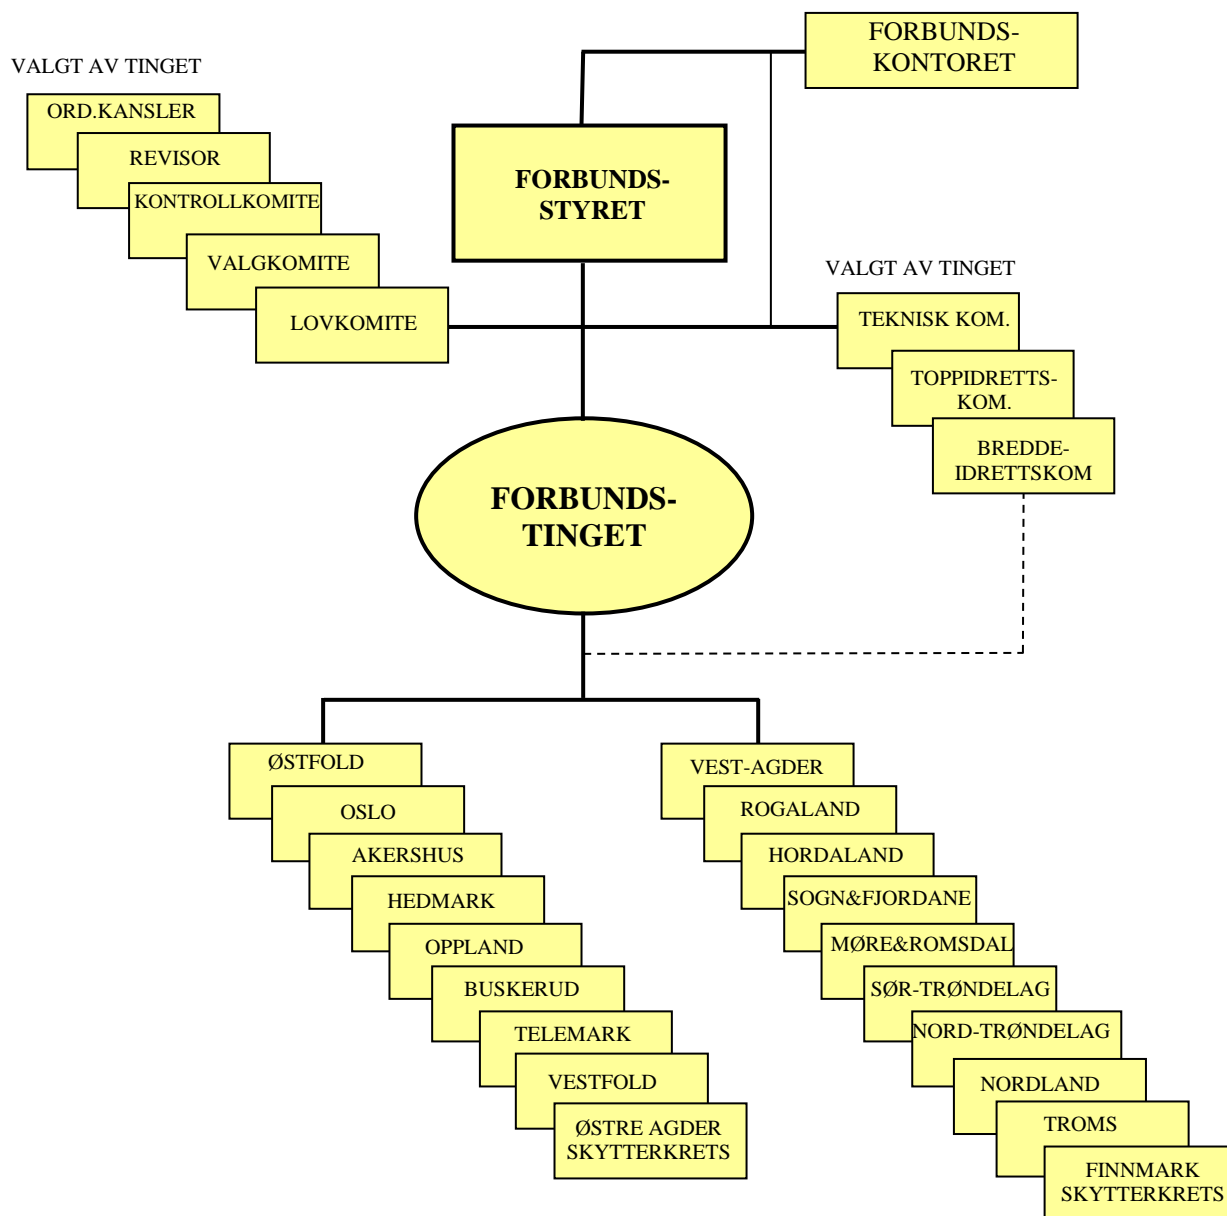 FORBUNDS-
KONTORET
VALGT AV TINGET
ORD.KANSLER
REVISOR
KONTROLLKOMITE
VALGKOMITE
LOVKOMITE
FORBUNDS-
STYRET
VALGT AV TINGET
TEKNISK KOM.
TOPPIDRETTS-
KOM.
BREDDE-
IDRETTSKOM
FORBUNDS-
TINGET
ØSTFOLD
OSLO
AKERSHUS
HEDMARK
OPPLAND
BUSKERUD
TELEMARK
VESTFOLD
ØSTRE AGDER
SKYTTERKRETS
VEST-AGDER
ROGALAND
HORDALAND
SOGN&FJORDANE
MØRE&ROMSDAL
SØR-TRØNDELAG
NORD-TRØNDELAG
NORDLAND
TROMS
FINNMARK
SKYTTERKRETS